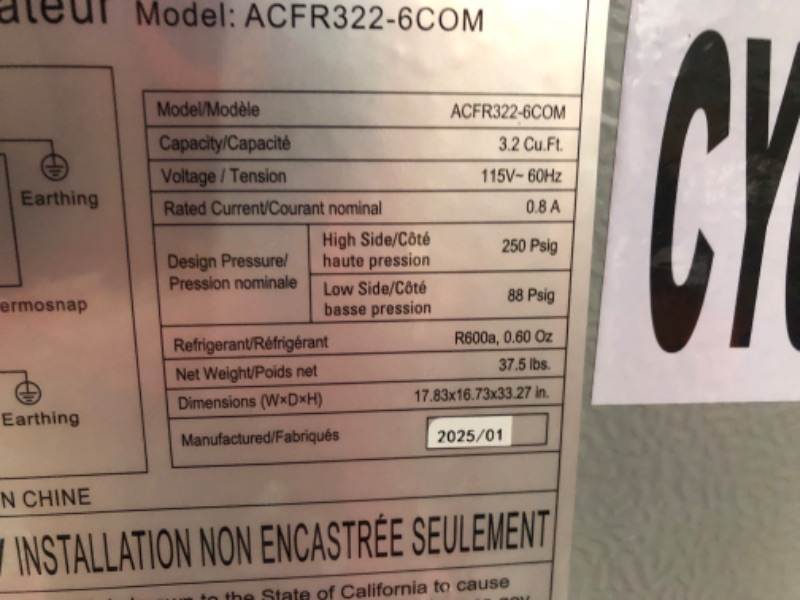 ateur Model: ACFR322-6COM
Model/Modèle ACFR322-6COM
Capacity/Capacité 3.2 Cu.Ft.
Voltage / Tension 115V~ 60Hz
Rated Current/Courant nominal 0.8 A
Design Pressure/
Pression nominale
High Side/Côté
haute pression
250 Psig
Low Side/Côté
basse pression
88 Psig
Refrigerant/Réfrigérant R600a, 0.60 Oz
Net Weight/Poids net 37.5 lbs.
Dimensions (W×D×H) 17.83x16.73x33.27 in.
Manufactured/Fabriqués 2025/01
Earthing
ermosnap
Earthing
N CHINE
INSTALLATION NON ENCASTRÉE SEULEMENT
to the State of California to cause
CY